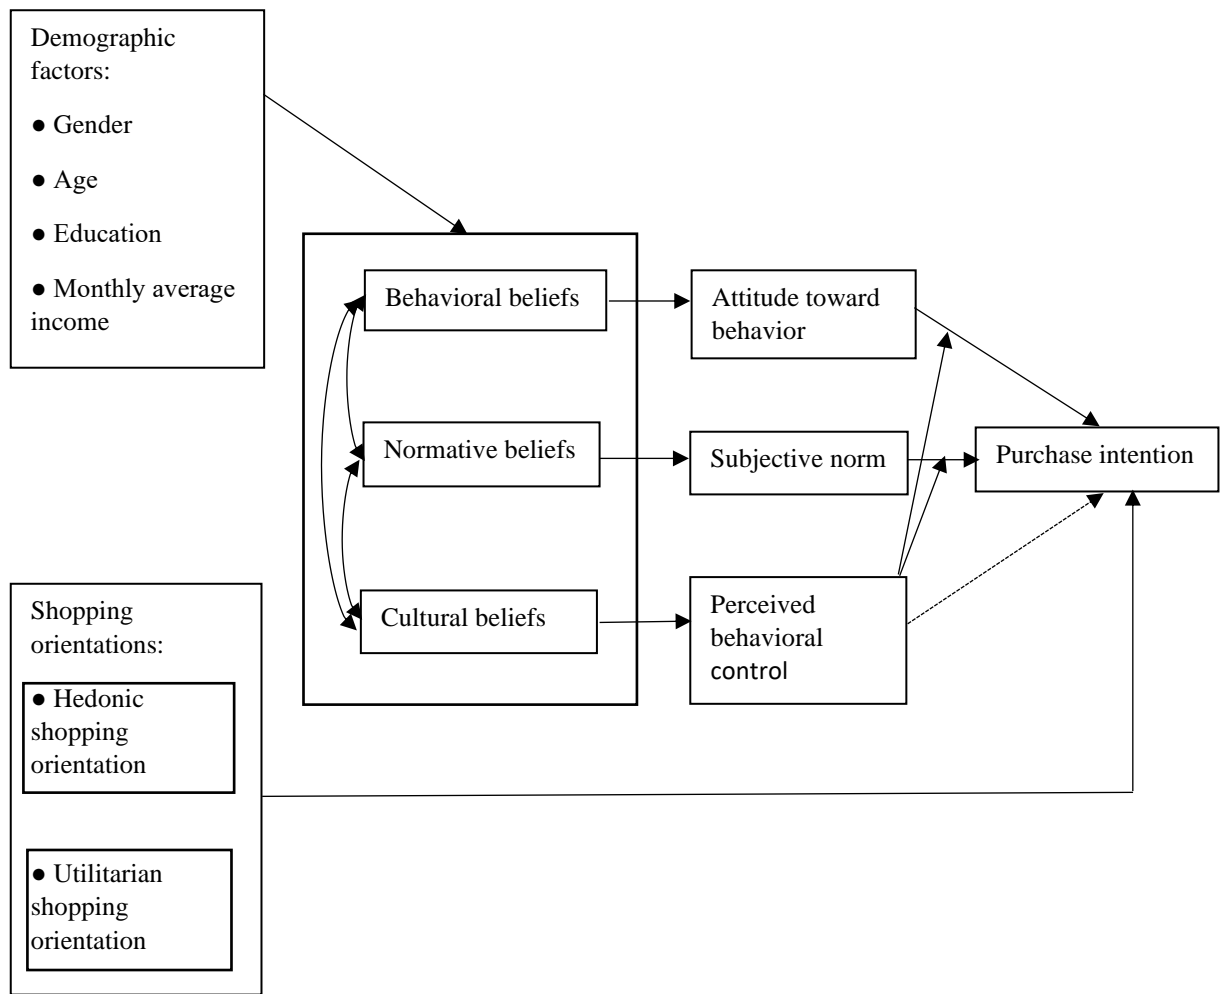 Demographic
factors:
● Gender
● Age
● Education
● Monthly average
income
Behavioral beliefs
Attitude toward
behavior
Normative beliefs
Subjective norm
Purchase intention
Cultural beliefs
Perceived
behavioral
control
Shopping
orientations:
● Hedonic
shopping
orientation
● Utilitarian
shopping
orientation